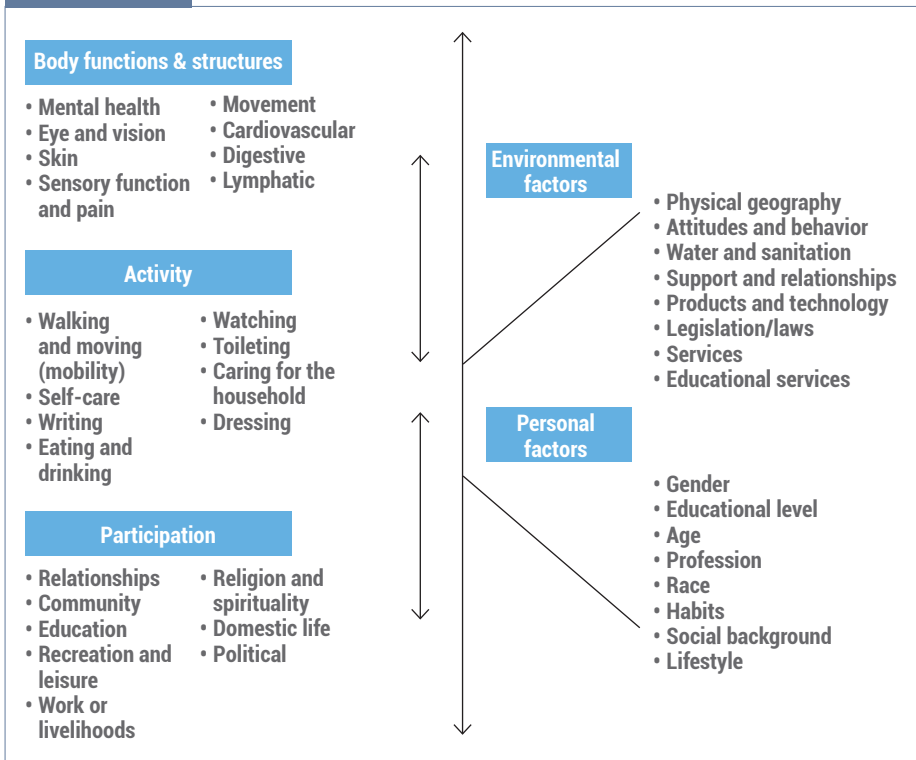 Body functions & structures
• Mental health
• Eye and vision
• Skin
• Sensory function
and pain
• Movement
• Cardiovascular
• Digestive
• Lymphatic
Activity
• Walking
and moving
(mobility)
• Self-care
• Writing
• Eating and
drinking
• Watching
• Toileting
• Caring for the
household
• Dressing
Participation
• Relationships
• Community
• Education
• Recreation and
leisure
• Work or
livelihoods
• Religion and
spirituality
• Domestic life
• Political
Environmental
factors
• Physical geography
• Attitudes and behavior
• Water and sanitation
• Support and relationships
• Products and technology
• Legislation/laws
• Services
• Educational services
Personal
factors
• Gender
• Educational level
• Age
• Profession
• Race
• Habits
• Social background
• Lifestyle